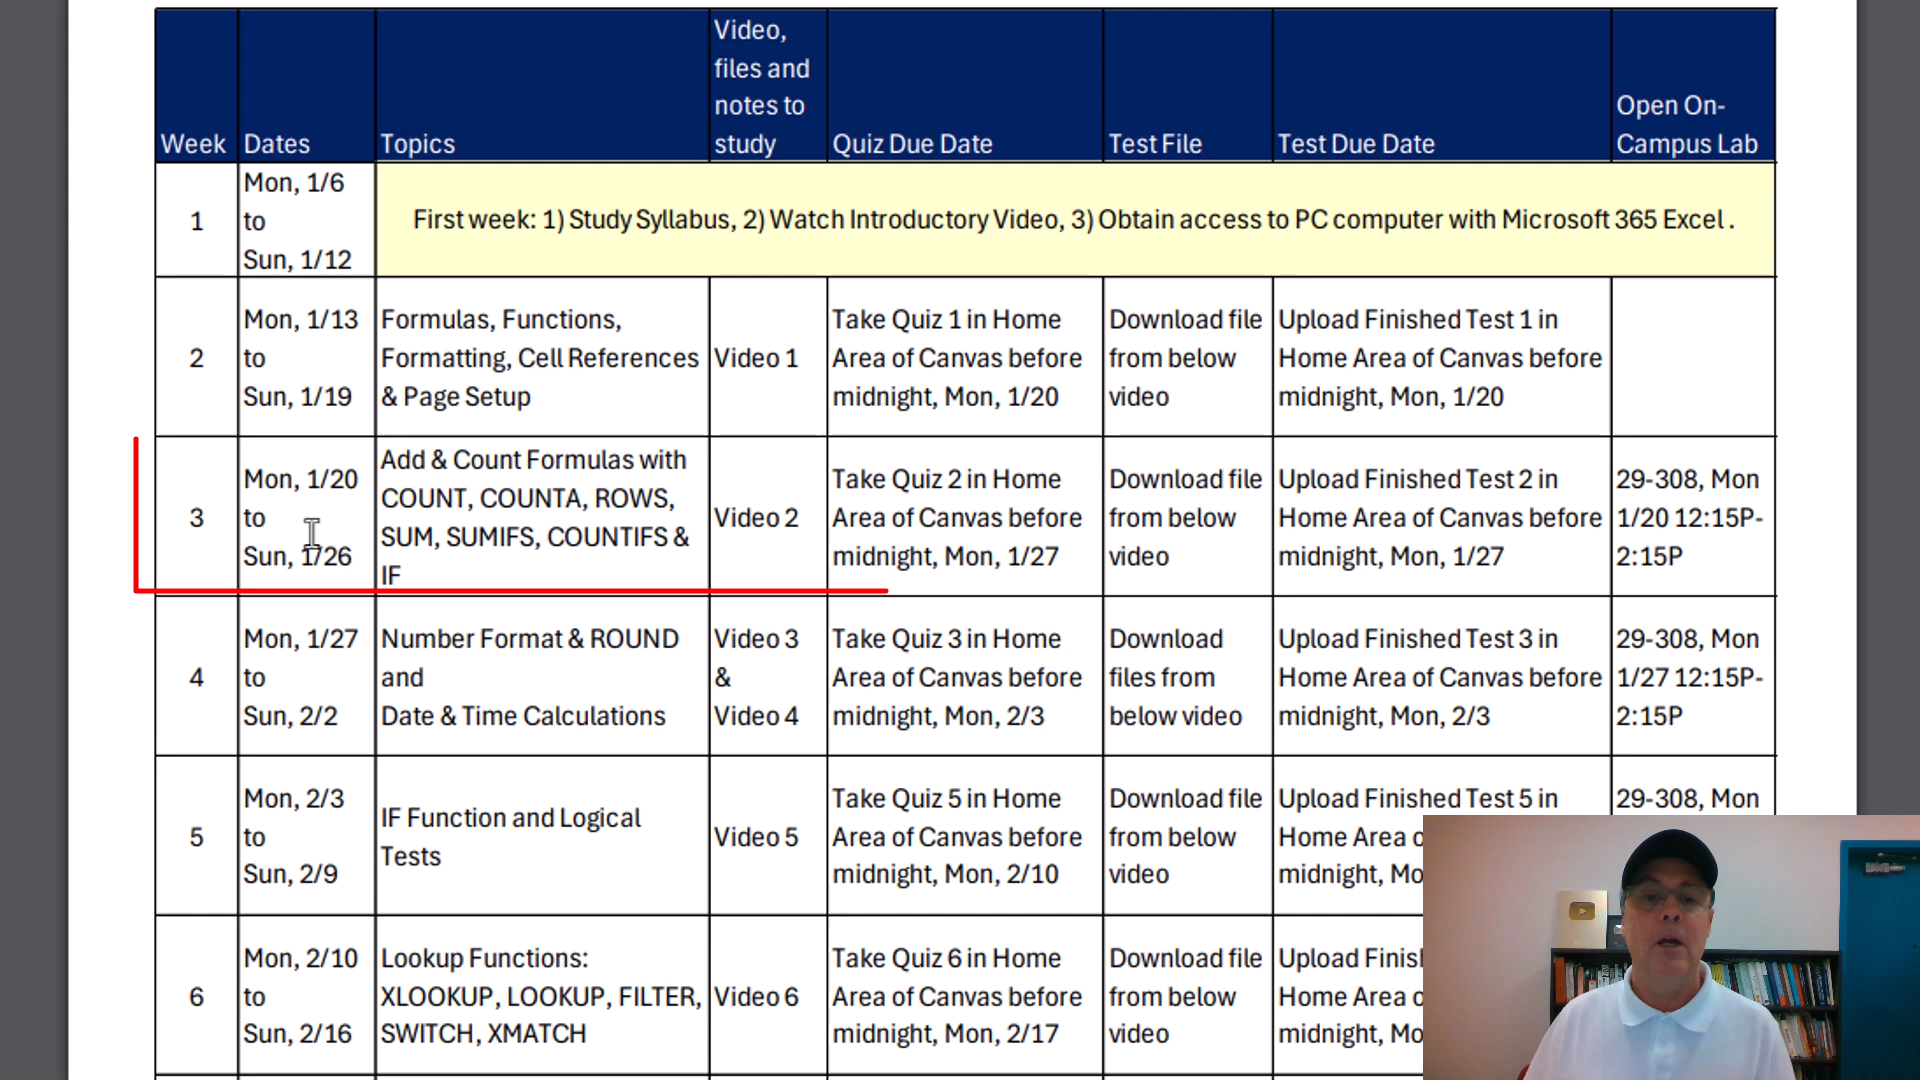 Week
Dates
Topics
Video,
files and
notes to
study
Quiz Due Date
Test File
Test Due Date
Open On-
Campus Lab
1
Mon, 1/6
to
Sun, 1/12
First week: 1) Study Syllabus, 2) Watch Introductory Video, 3) Obtain access to PC computer with Microsoft 365 Excel .
2
Mon, 1/13
to
Sun, 1/19
Formulas, Functions,
Formatting, Cell References
& Page Setup
Video 1
Take Quiz 1 in Home
Area of Canvas before
midnight, Mon, 1/20
Download file
from below
video
Upload Finished Test 1 in
Home Area of Canvas before
midnight, Mon, 1/20
3
Mon, 1/20
to
Sun, 1/26
Add & Count Formulas with
COUNT, COUNTA, ROWS,
SUM, SUMIFS, COUNTIFS &
IF
Video 2
Take Quiz 2 in Home
Area of Canvas before
midnight, Mon, 1/27
Download file
from below
video
Upload Finished Test 2 in
Home Area of Canvas before
midnight, Mon, 1/27
29-308, Mon
1/20 12:15P-
2:15P
4
Mon, 1/27
to
Sun, 2/2
Number Format & ROUND
and
Date & Time Calculations
Video 3
&
Video 4
Take Quiz 3 in Home
Area of Canvas before
midnight, Mon, 2/3
Download
files from
below video
Upload Finished Test 3 in
Home Area of Canvas before
midnight, Mon, 2/3
29-308, Mon
1/27 12:15P-
2:15P
5
Mon, 2/3
to
Sun, 2/9
IF Function and Logical
Tests
Video 5
Take Quiz 5 in Home
Area of Canvas before
midnight, Mon, 2/10
Download file
from below
video
Upload Finished Test 5 in
Home Area
midnight,
29-308, Mon
6
Mon, 2/10
to
Sun, 2/16
Lookup Functions:
XLOOKUP, LOOKUP, FILTER,
SWITCH, XMATCH
Video 6
Take Quiz 6 in Home
Area of Canvas before
midnight, Mon, 2/17
Download file
from below
video
Upload
Home Area
midnight,